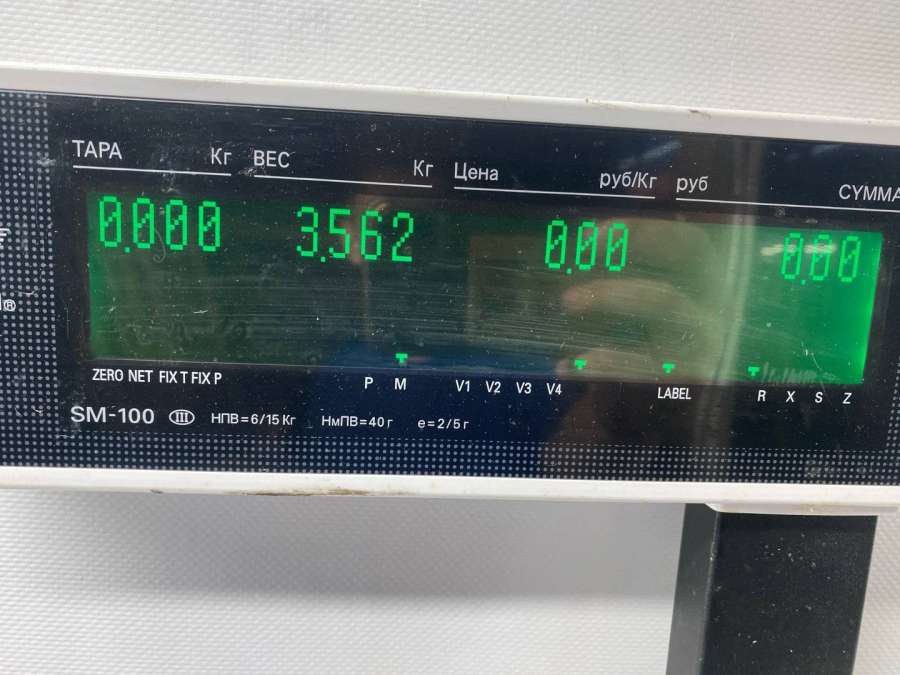 ТАРА Кг ВЕС Кг Цена руб/Кг руб СУММА
0.000 3.562 0.00 0.00
ZERO NET FIX T FIX P P M V1 V2 V3 V4 LABEL R X S Z
SM-100 III НПВ=6/15 Кг НмПВ=40 г e=2/5 г
®